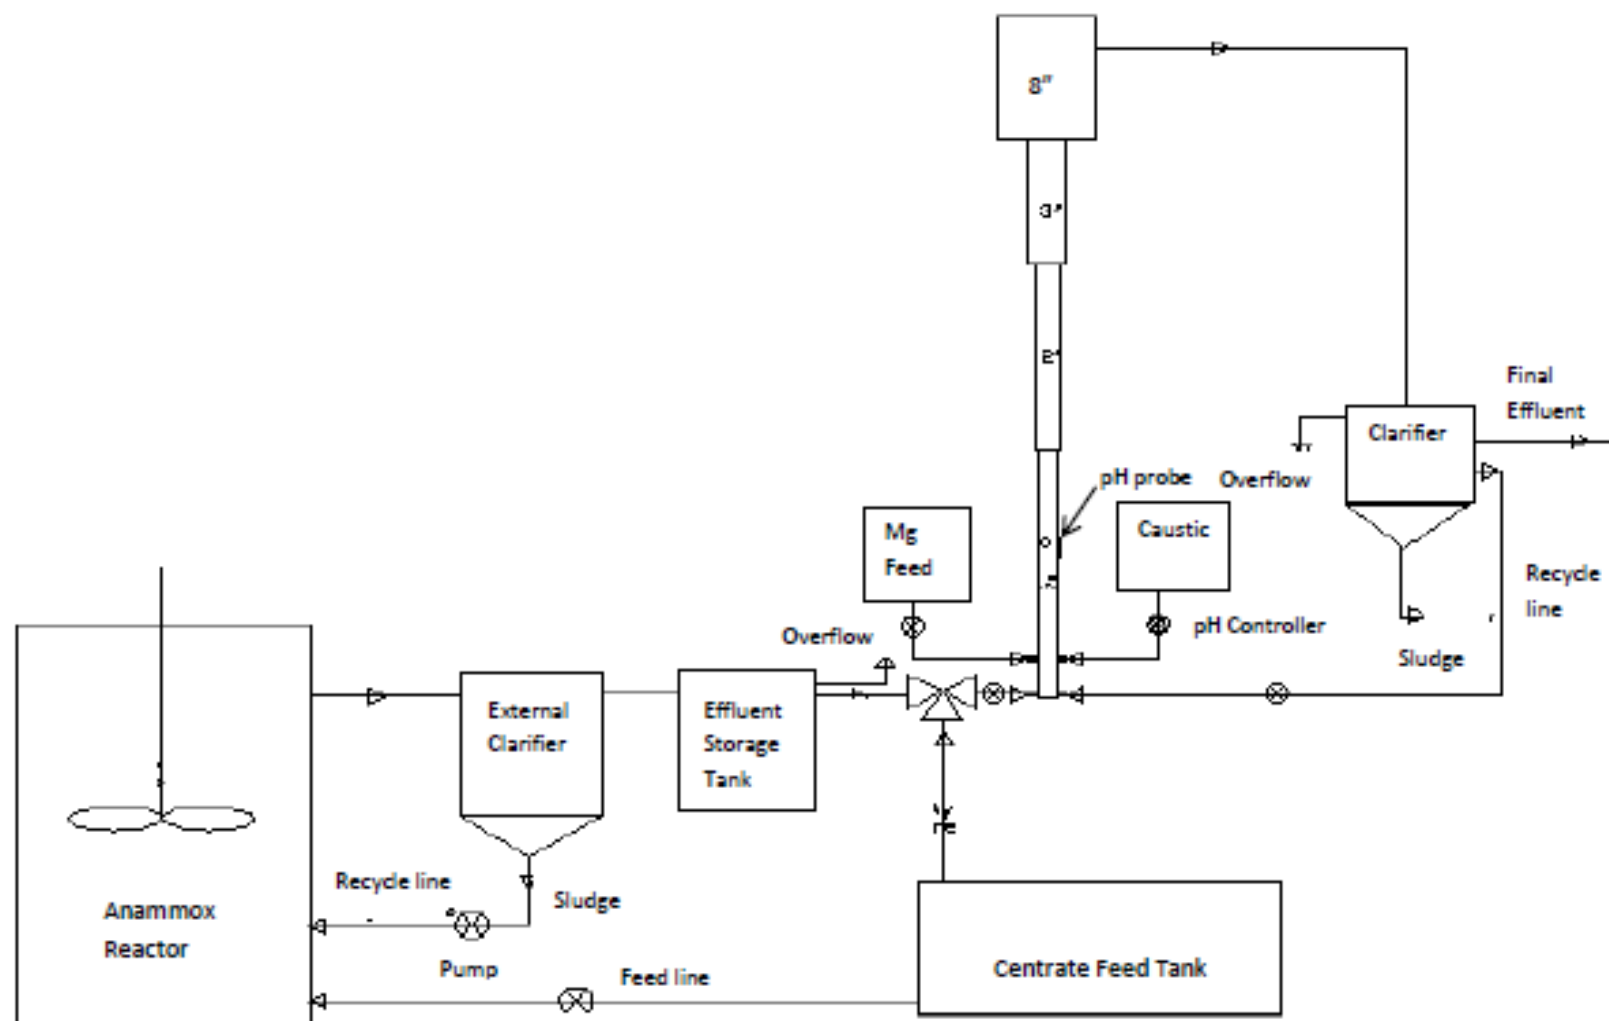 8"
Final
Effluent
Clarifier
pH probe
Overflow
Mg
Feed
Caustic
Recycle
line
Overflow
pH Controller
Sludge
External
Clarifier
Effluent
Storage
Tank
Recycle line
Sludge
Anammox
Reactor
Pump
Feed line
Centrate Feed Tank